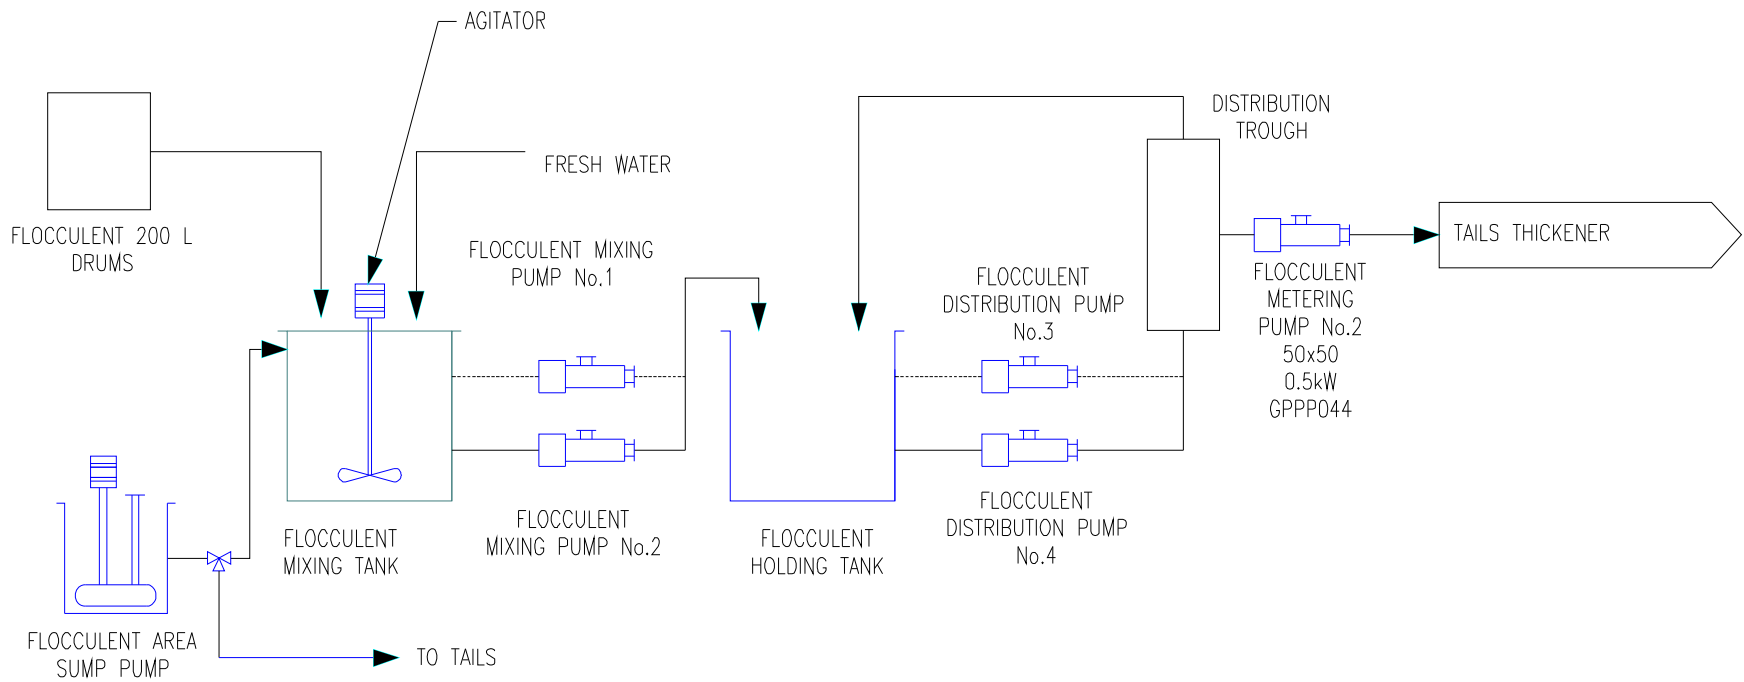 AGITATOR
FLOCCULENT 200 L
DRUMS
FRESH WATER
DISTRIBUTION
TROUGH
FLOCCULENT MIXING
PUMP No.1
FLOCCULENT
DISTRIBUTION PUMP
No.3
TAILS THICKENER
FLOCCULENT
METERING
PUMP No.2
50x50
0.5kW
GPPP044
FLOCCULENT
MIXING TANK
FLOCCULENT
MIXING PUMP No.2
FLOCCULENT
HOLDING TANK
FLOCCULENT
DISTRIBUTION PUMP
No.4
FLOCCULENT AREA
SUMP PUMP
TO TAILS